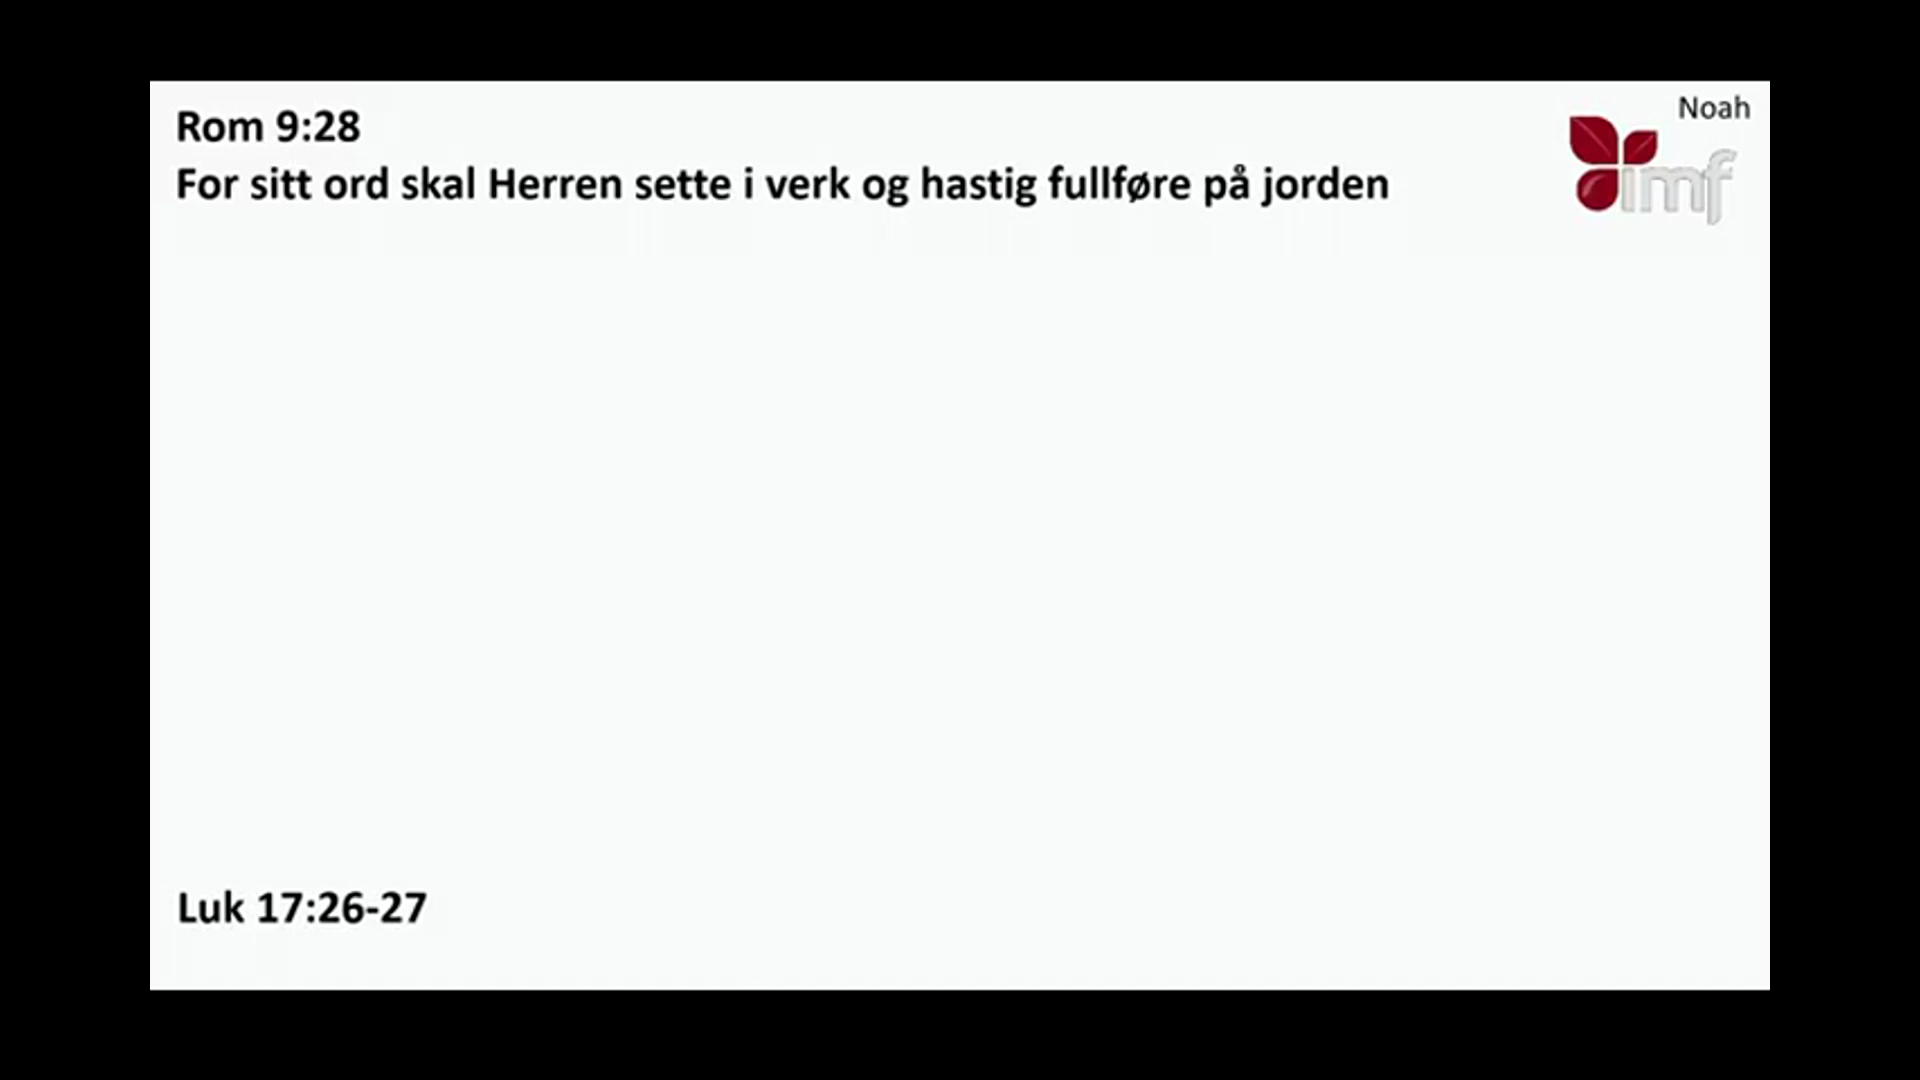 Noah
Rom 9:28
For sitt ord skal Herren sette i verk og hastig fullføre på jorden
imf
Luk 17:26-27